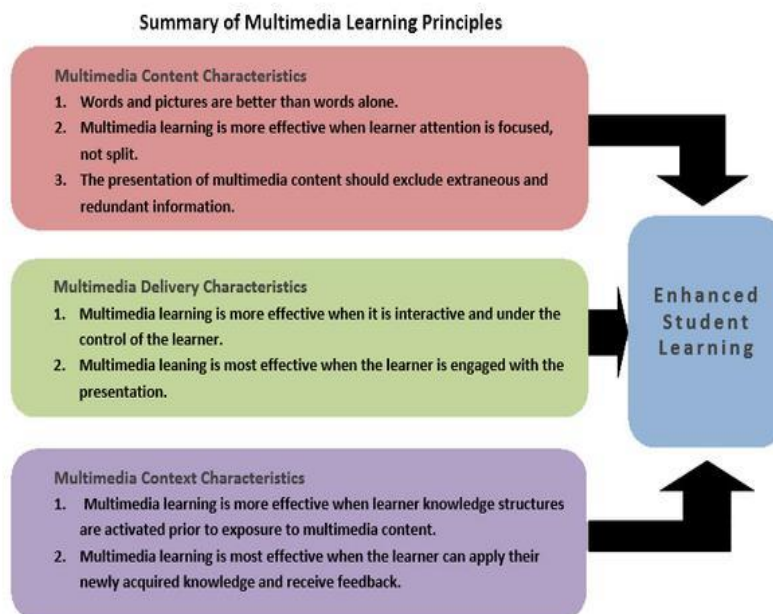 Summary of Multimedia Learning Principles
Multimedia Content Characteristics
1. Words and pictures are better than words alone.
2. Multimedia learning is more effective when learner attention is focused,
not split.
3. The presentation of multimedia content should exclude extraneous and
redundant information.
Multimedia Delivery Characteristics
1. Multimedia learning is more effective when it is interactive and under the
control of the learner.
2. Multimedia leaning is most effective when the learner is engaged with the
presentation.
Multimedia Context Characteristics
1. Multimedia learning is more effective when learner knowledge structures
are activated prior to exposure to multimedia content.
2. Multimedia learning is most effective when the learner can apply their
newly acquired knowledge and receive feedback.
Enhanced
Student
Learning